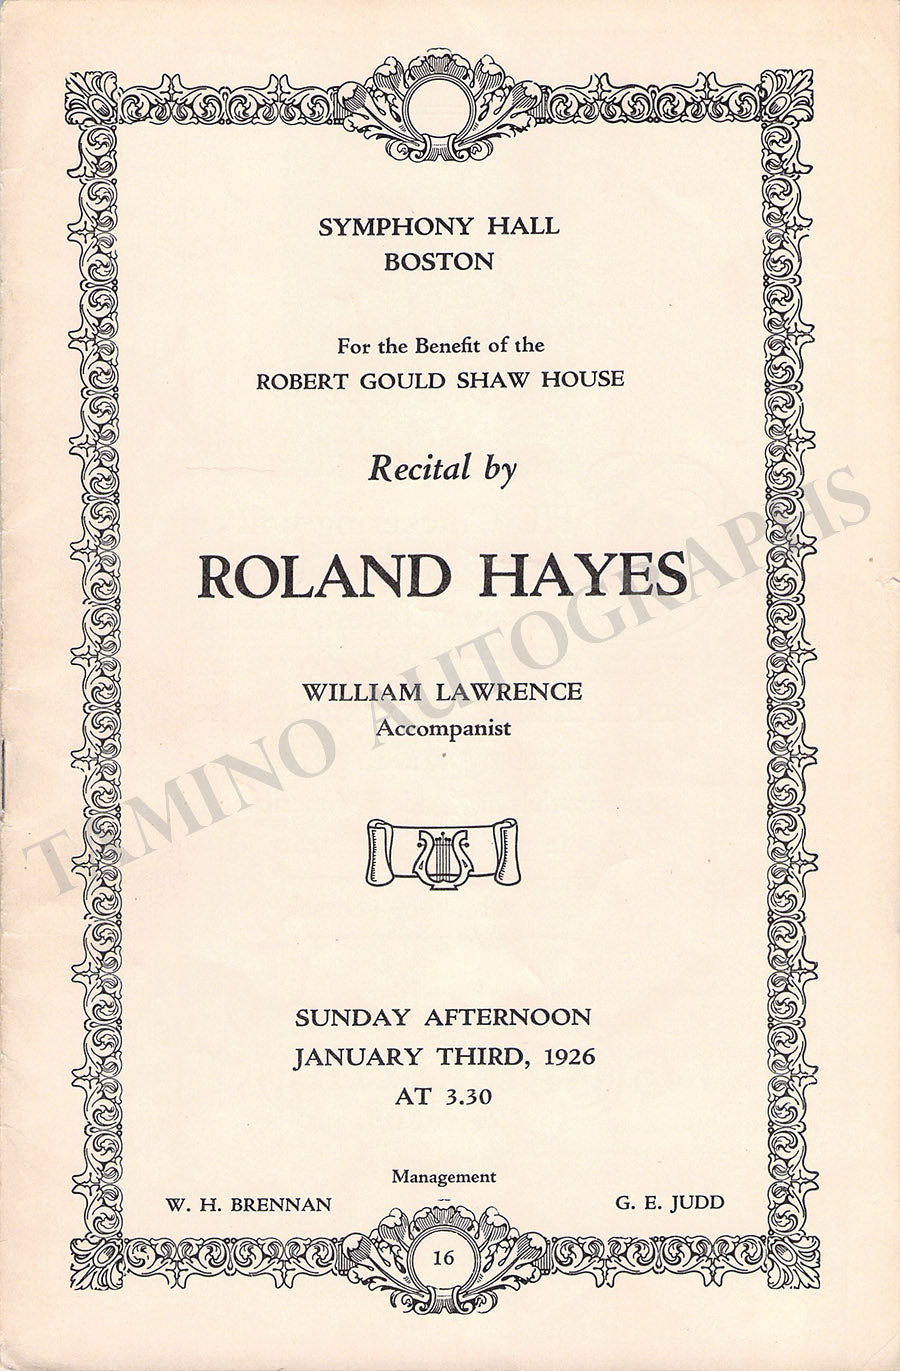 SYMPHONY HALL
BOSTON
For the Benefit of the
ROBERT GOULD SHAW HOUSE
Recital by
ROLAND HAYES
WILLIAM LAWRENCE
Accompanist
TAMINO AUTOGRAPHS
SUNDAY AFTERNOON
JANUARY THIRD, 1926
AT 3.30
Management
W. H. BRENNAN
G. E. JUDD
16